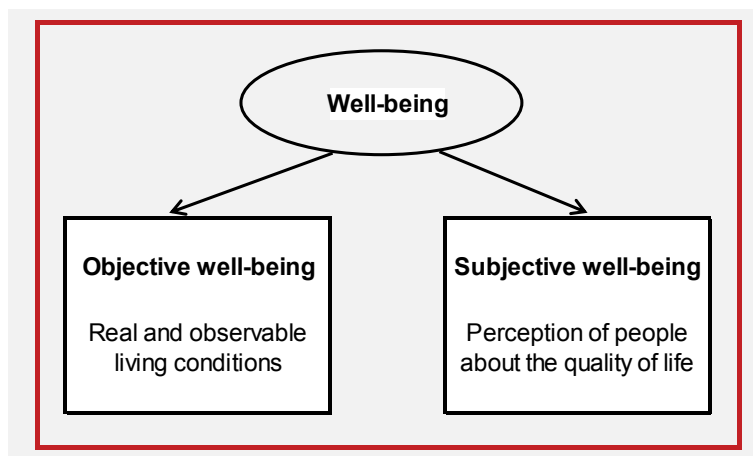 Well-being
Objective well-being
Real and observable
living conditions
Subjective well-being
Perception of people
about the quality of life